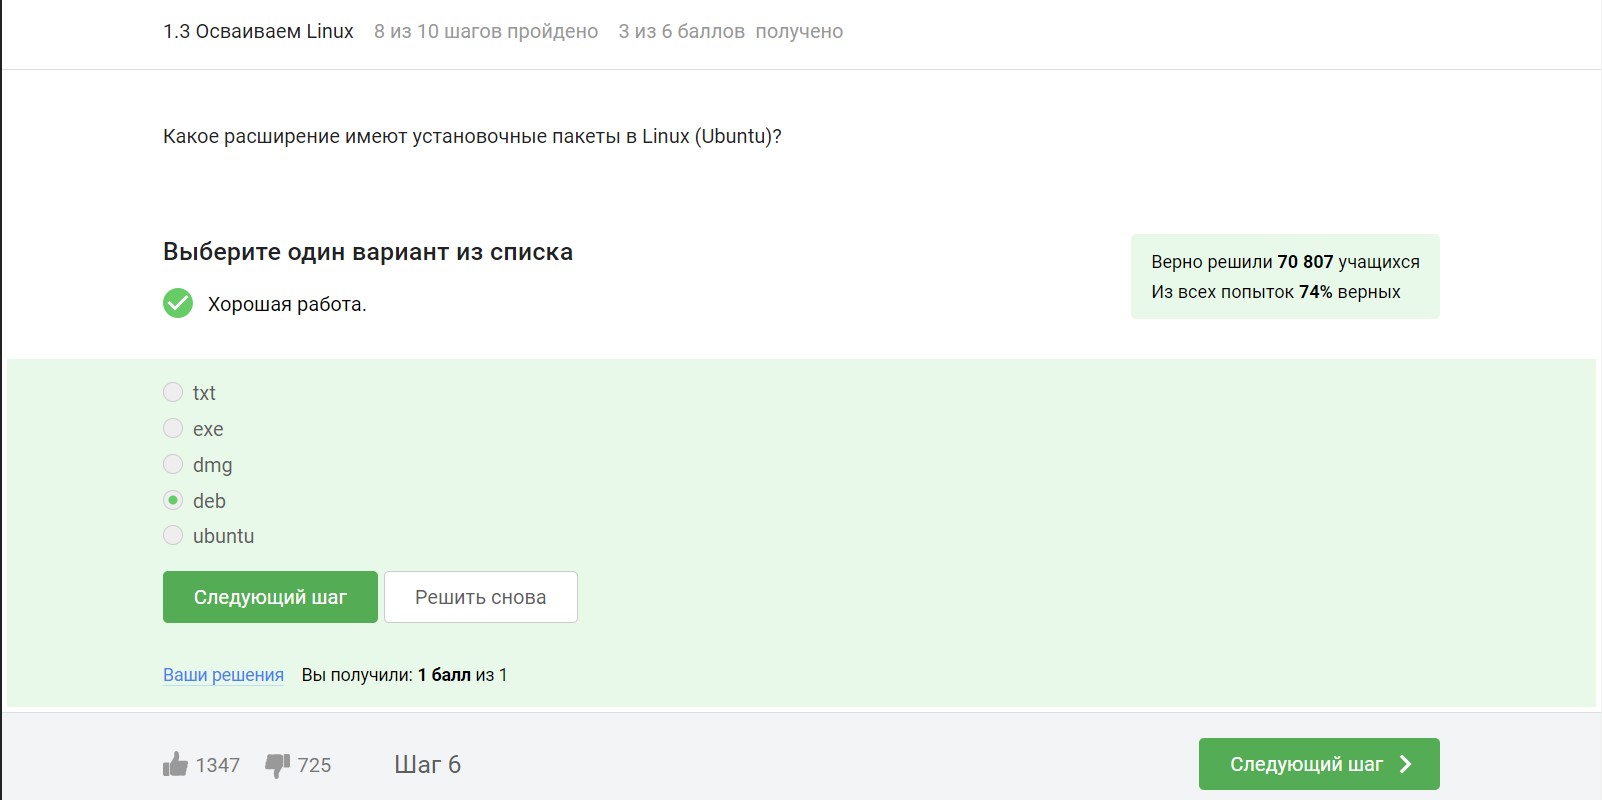 1.3 Осваиваем Linux 8 из 10 шагов пройдено 3 из 6 баллов получено
Какое расширение имеют установочные пакеты в Linux (Ubuntu)?
Выберите один вариант из списка
Хорошая работа.
Верно решили 70 807 учащихся
Из всех попыток 74% верных
txt
exe
dmg
deb
ubuntu
Следующий шаг Решить снова
Ваши решения Вы получили: 1 балл из 1
1347 725 Шаг 6 Следующий шаг